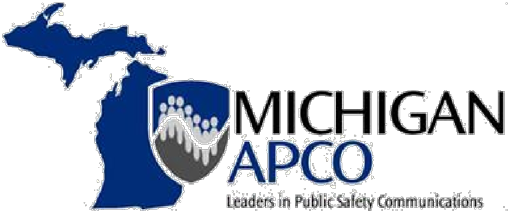 MICHIGAN
APCO
Leaders in Public Safety Communications